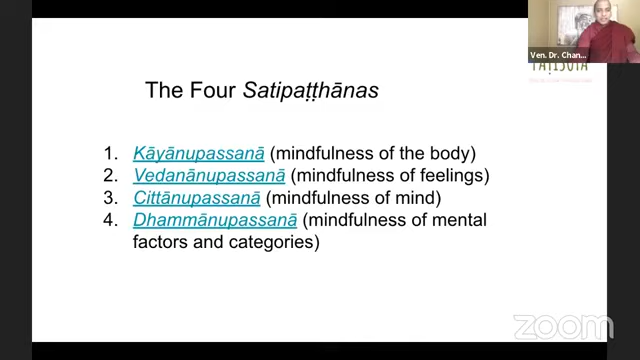 Ven. Dr. Chan...
PAṬISOTA
The Four Satipaṭṭhānas
1. Kāyānupassanā (mindfulness of the body)
2. Vedanānupassanā (mindfulness of feelings)
3. Cittānupassanā (mindfulness of mind)
4. Dhammānupassanā (mindfulness of mental
factors and categories)
zoom